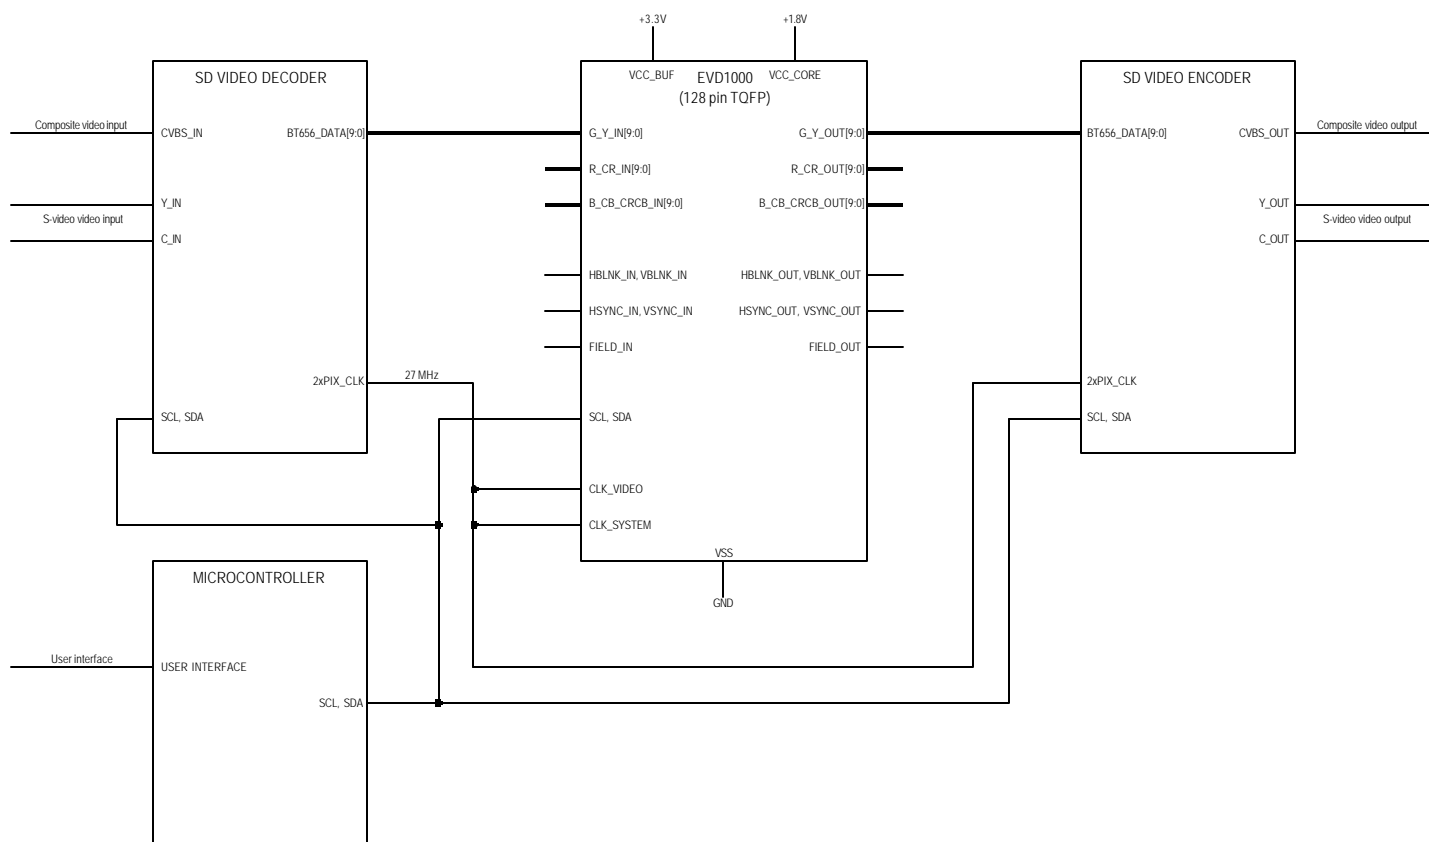 +3.3V
+1.8V
SD VIDEO DECODER
VCC_BUF
EVD1000
VCC_CORE
(128 pin TQFP)
SD VIDEO ENCODER
Composite video input
CVBS_IN
BT656_DATA[9:0]
G_Y_IN[9:0]
G_Y_OUT[9:0]
BT656_DATA[9:0]
CVBS_OUT
Composite video output
R_CR_IN[9:0]
R_CR_OUT[9:0]
Y_IN
B_CB_CRCB_IN[9:0]
B_CB_CRCB_OUT[9:0]
Y_OUT
S-video video input
S-video video output
C_IN
C_OUT
HBLNK_IN, VBLNK_IN
HBLNK_OUT, VBLNK_OUT
HSYNC_IN, VSYNC_IN
HSYNC_OUT, VSYNC_OUT
FIELD_IN
FIELD_OUT
2xPIX_CLK
27 MHz
2xPIX_CLK
SCL, SDA
SCL, SDA
SCL, SDA
CLK_VIDEO
CLK_SYSTEM
VSS
GND
MICROCONTROLLER
User interface
USER INTERFACE
SCL, SDA